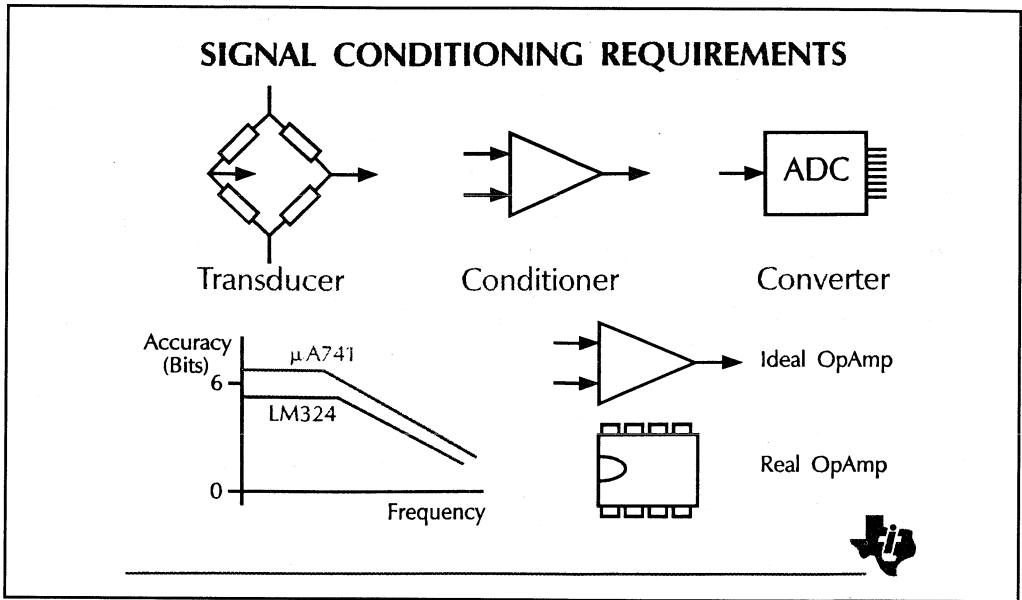 SIGNAL CONDITIONING REQUIREMENTS
ADC
Transducer
Conditioner
Converter
Accuracy
(Bits)
6
µA741
LM324
0
Frequency
Ideal OpAmp
Real OpAmp